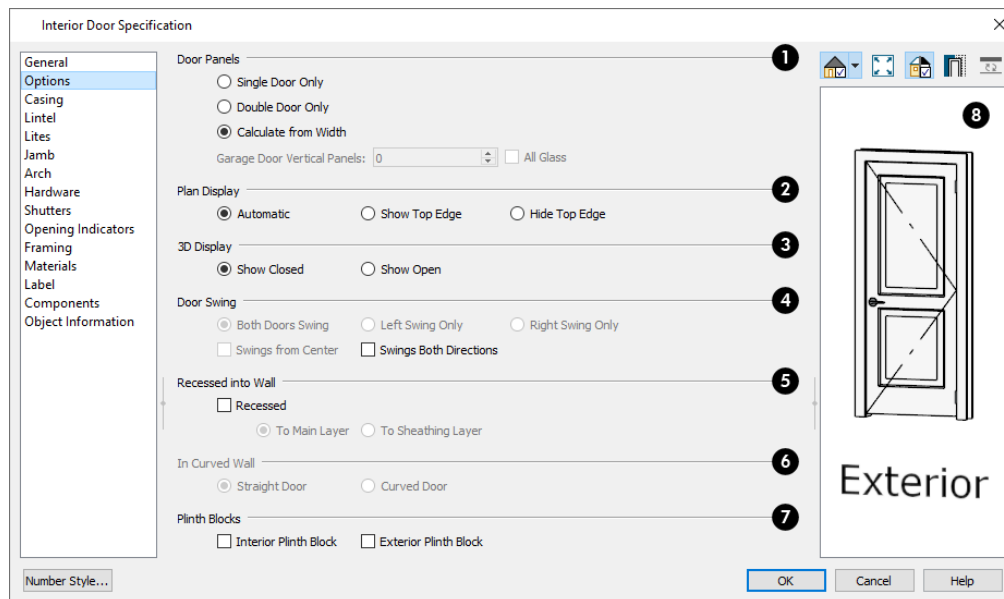 Interior Door Specification
General
Options
Casing
Lintel
Lites
Jamb
Arch
Hardware
Shutters
Opening Indicators
Framing
Materials
Label
Components
Object Information
Door Panels 1
Single Door Only
Double Door Only
Calculate from Width
Garage Door Vertical Panels: 0 All Glass
Plan Display 2
Automatic Show Top Edge Hide Top Edge
3D Display 3
Show Closed Show Open
Door Swing 4
Both Doors Swing Left Swing Only Right Swing Only
Swings from Center Swings Both Directions
Recessed into Wall 5
Recessed
To Main Layer To Sheathing Layer
In Curved Wall 6
Straight Door Curved Door
Plinth Blocks 7
Interior Plinth Block Exterior Plinth Block
8
Exterior
Number Style... OK Cancel Help